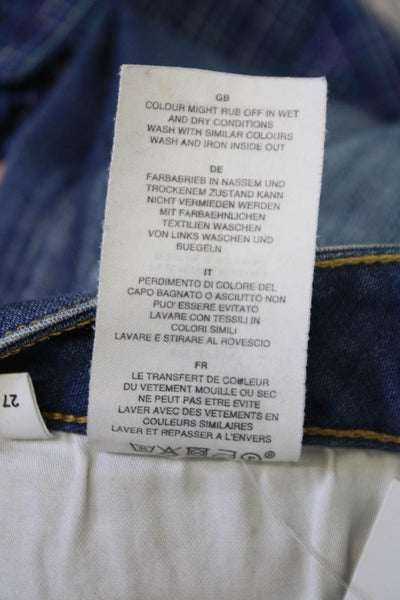 GB
COLOUR MIGHT RUB OFF IN WET
AND DRY CONDITIONS
WASH WITH SIMILAR COLOURS
WASH AND IRON INSIDE OUT
DE
FARBABRIEB IN NASSEM UND
TROCKENEM ZUSTAND KANN
NICHT VERMIEDEN WERDEN
MIT FARBAEHNLICHEN
TEXTILIEN WASCHEN
VON LINKS WASCHEN UND
BUEGELN
IT
PERDIMENTO DI COLORE DEL
CAPO BAGNATO O ASCIUTTO NON
PUO' ESSERE EVITATO
LAVARE CON TESSILI IN
COLORI SIMILI
LAVARE E STIRARE AL ROVESCIO
FR
LE TRANSFERT DE COULEUR
DU VETEMENT MOUILLE OU SEC
NE PEUT PAS ETRE EVITE
LAVER AVEC DES VETEMENTS EN
COULEURS SIMILAIRES
LAVER ET REPASSER A L'ENVERS
27